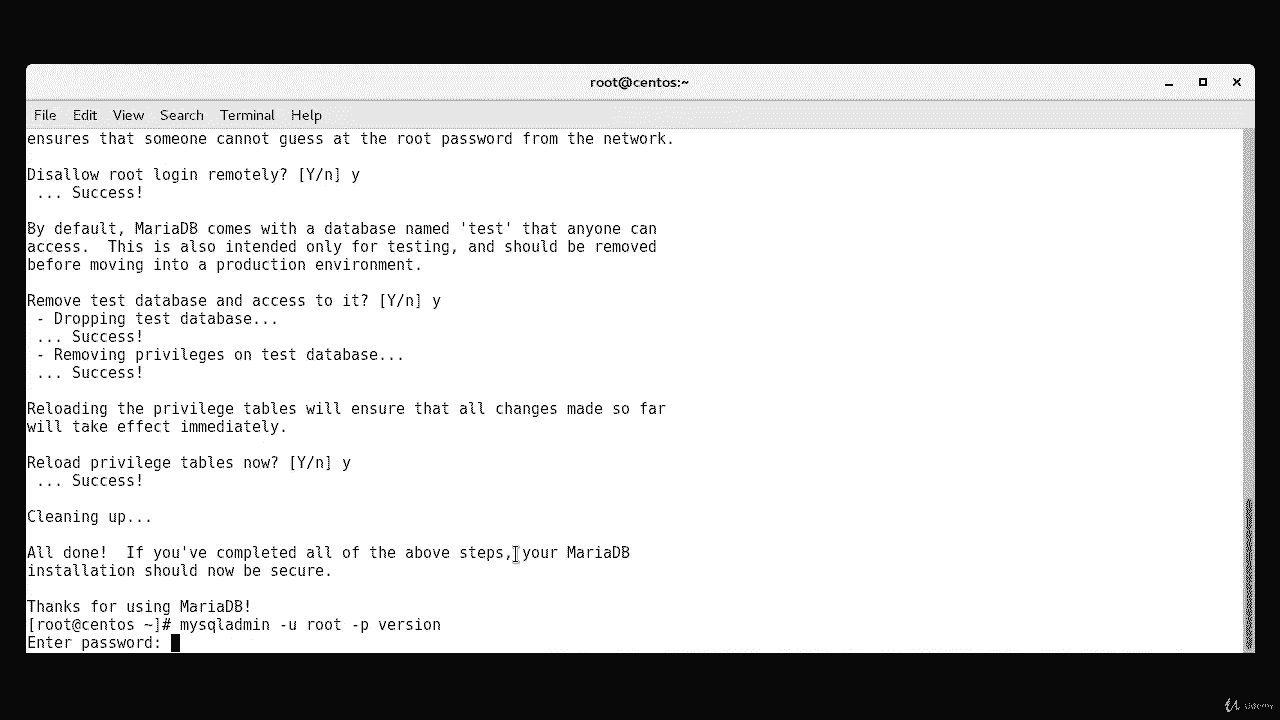 root@centos:~
File Edit View Search Terminal Help
ensures that someone cannot guess at the root password from the network.
Disallow root login remotely? [Y/n] y
... Success!
By default, MariaDB comes with a database named 'test' that anyone can
access.  This is also intended only for testing, and should be removed
before moving into a production environment.
Remove test database and access to it? [Y/n] y
- Dropping test database...
... Success!
- Removing privileges on test database...
... Success!
Reloading the privilege tables will ensure that all changes made so far
will take effect immediately.
Reload privilege tables now? [Y/n] y
... Success!
Cleaning up...
All done!  If you've completed all of the above steps, your MariaDB
installation should now be secure.
Thanks for using MariaDB!
[root@centos ~]# mysqladmin -u root -p version
Enter password:
Udemy